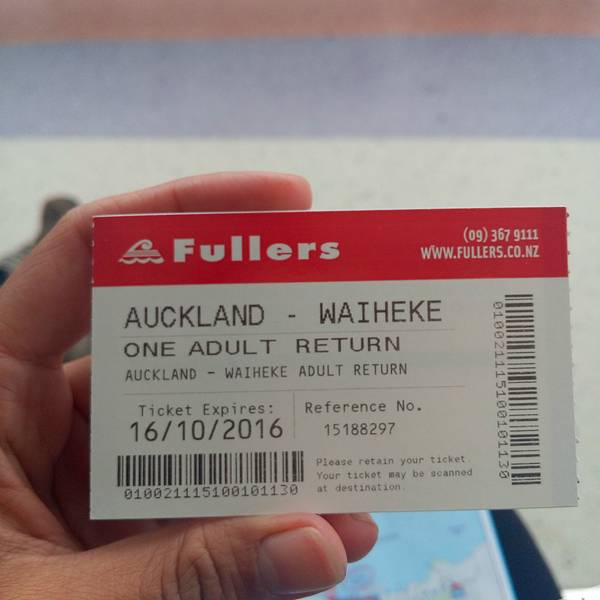 Fullers
(09) 367 9111
WWW.FULLERS.CO.NZ
AUCKLAND - WAIHEKE
ONE ADULT RETURN
AUCKLAND - WAIHEKE ADULT RETURN
Ticket Expires:
16/10/2016
Reference No.
15188297
Please retain your ticket.
Your ticket may be scanned
at destination.
010021115100101130
010021115100101130